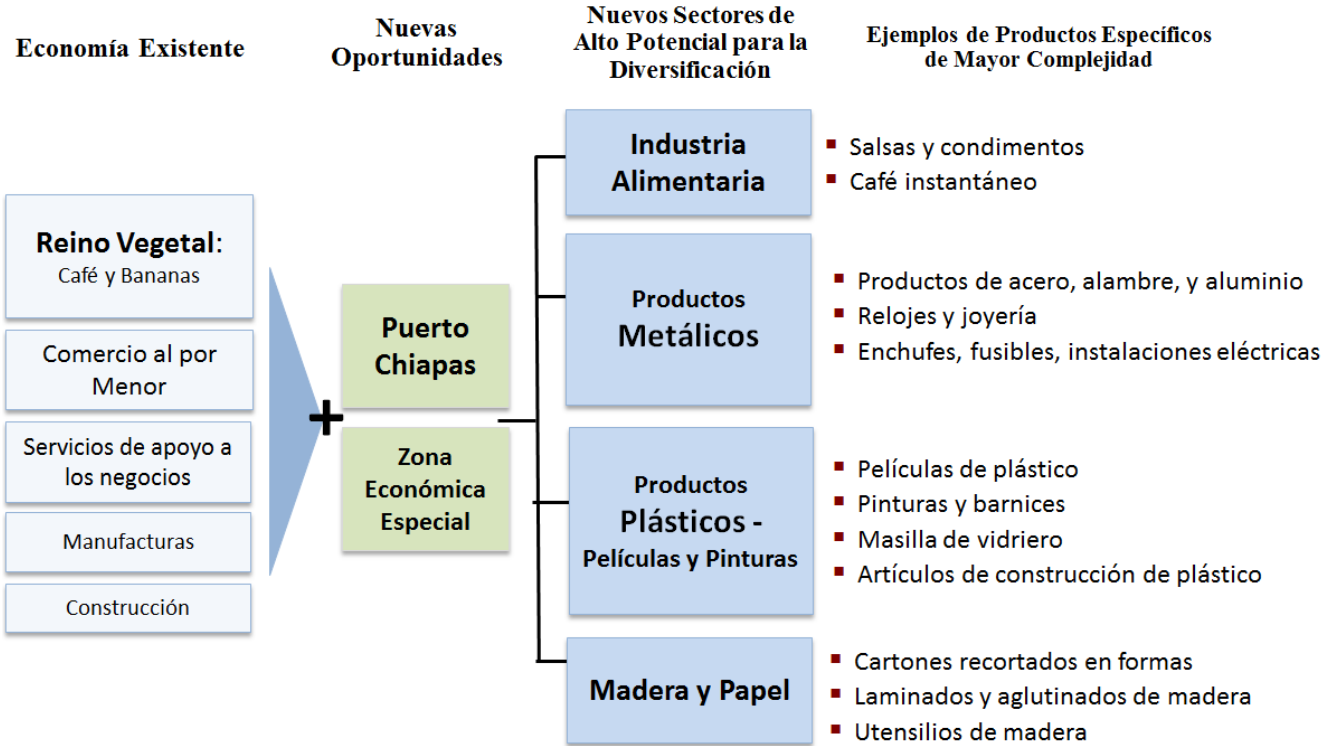 Economía Existente
Nuevas
Oportunidades
Nuevos Sectores de
Alto Potencial para la
Diversificación
Ejemplos de Productos Específicos
de Mayor Complejidad
Reino Vegetal:
Café y Bananas
Comercio al por
Menor
Servicios de apoyo a
los negocios
Manufacturas
Construcción
+
Puerto
Chiapas
Zona
Económica
Especial
Industria
Alimentaria
▪ Salsas y condimentos
▪ Café instantáneo
Productos
Metálicos
▪ Productos de acero, alambre, y aluminio
▪ Relojes y joyería
▪ Enchufes, fusibles, instalaciones eléctricas
Productos
Plásticos -
Películas y Pinturas
▪ Películas de plástico
▪ Pinturas y barnices
▪ Masilla de vidriero
▪ Artículos de construcción de plástico
Madera y Papel
▪ Cartones recortados en formas
▪ Laminados y aglutinados de madera
▪ Utensilios de madera